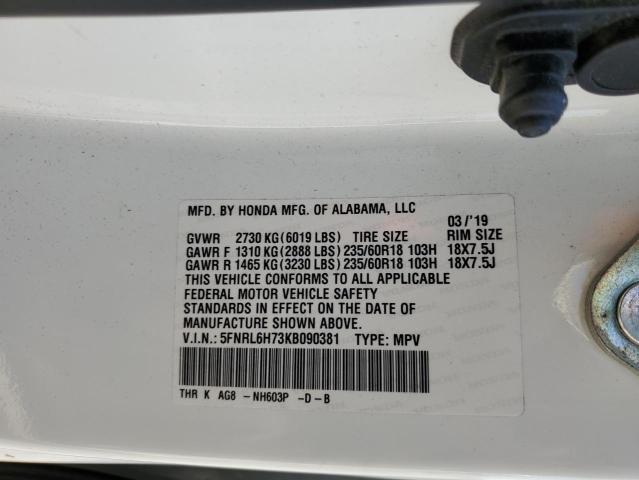 MFD. BY HONDA MFG. OF ALABAMA, LLC
03/'19
GVWR 2730 KG(6019 LBS) TIRE SIZE RIM SIZE
GAWR F 1310 KG(2888 LBS) 235/60R18 103H 18X7.5J
GAWR R 1465 KG(3230 LBS) 235/60R18 103H 18X7.5J
THIS VEHICLE CONFORMS TO ALL APPLICABLE
FEDERAL MOTOR VEHICLE SAFETY
STANDARDS IN EFFECT ON THE DATE OF
MANUFACTURE SHOWN ABOVE.
V.I.N.: 5FNRL6H73KB090381 TYPE: MPV
THR K AG8 - NH603P -D -B